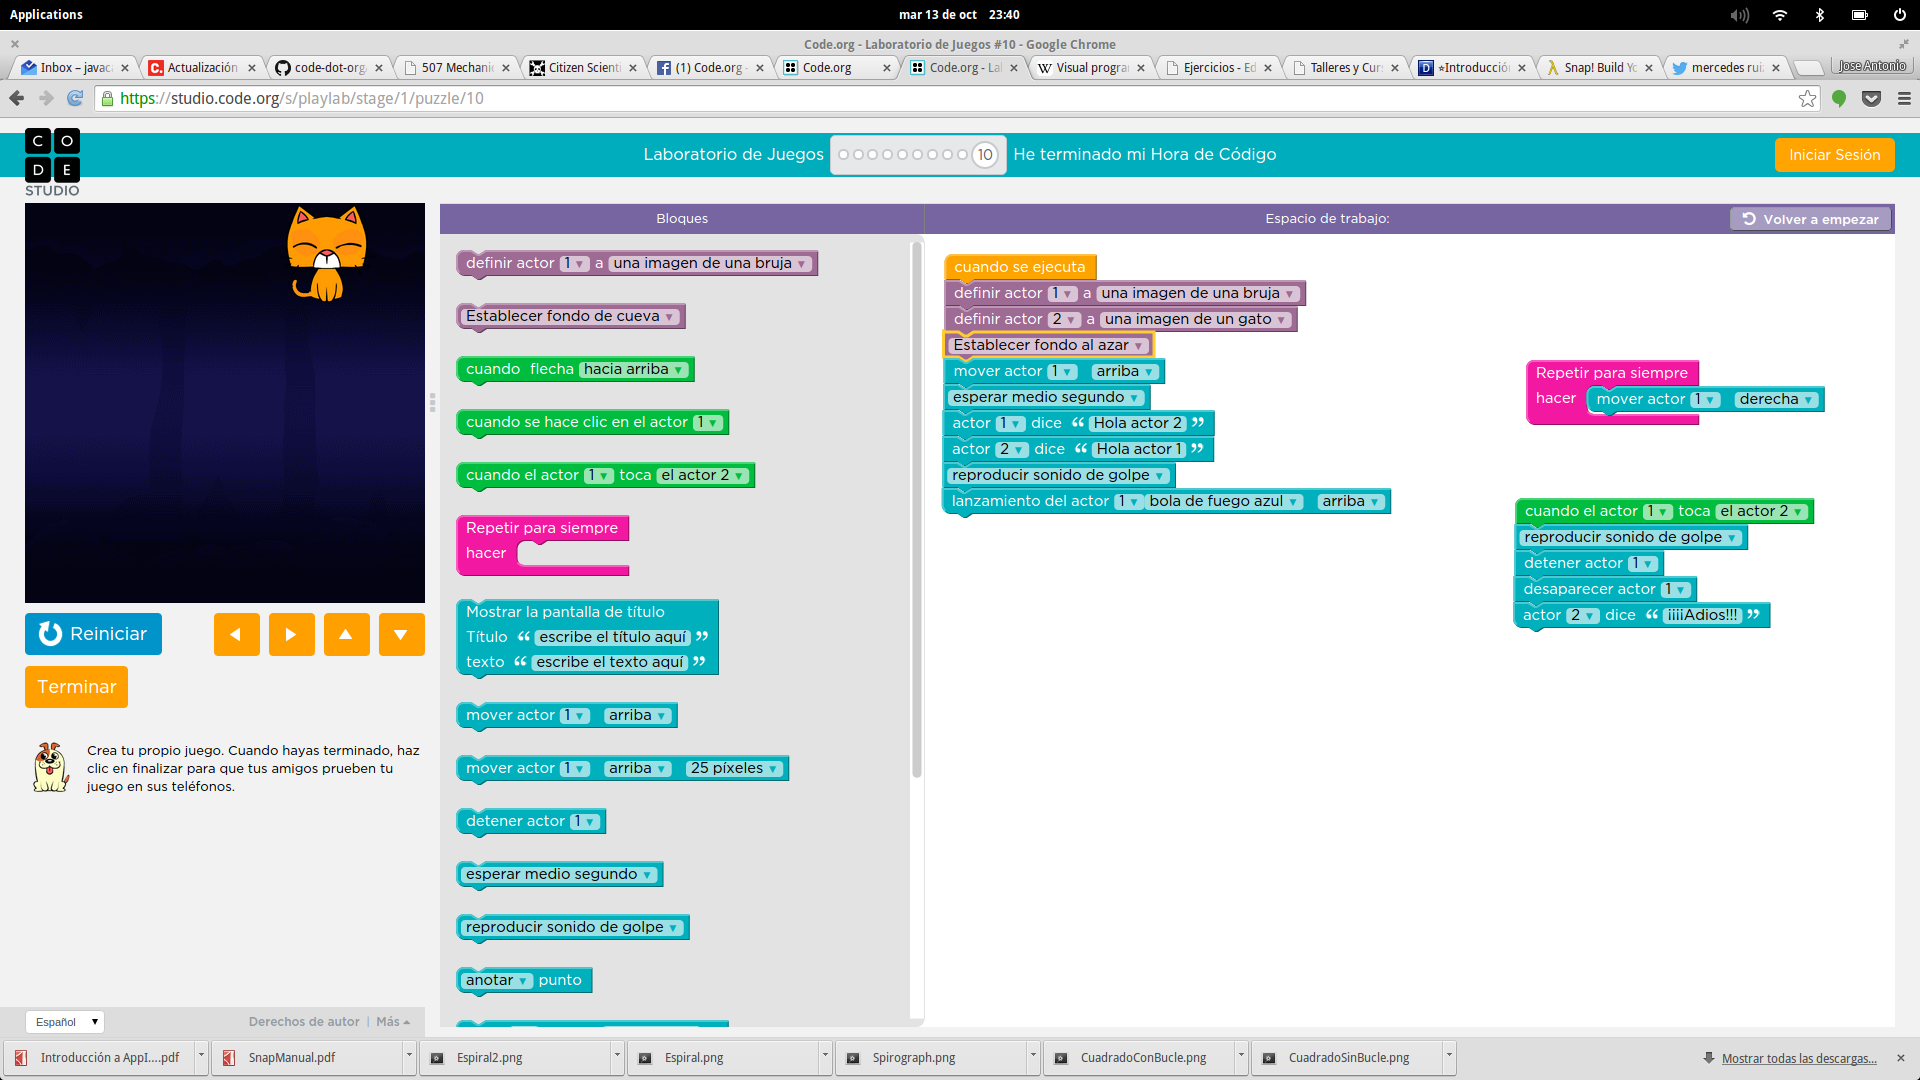 Applications
mar 13 de oct 23:40
Code.org - Laboratorio de Juegos #10 - Google Chrome
Inbox – javac
Actualización
code-dot-org
507 Mechani
Citizen Scienti
(1) Code.org -
Code.org
Code.org - La
Visual progra
Ejercicios - Ed
Talleres y Cur
»Introducció
Snap! Build Yo
mercedes rui
Jose Antonio
https://studio.code.org/s/playlab/stage/1/puzzle/10
C O
D E
STUDIO
Laboratorio de Juegos
10
He terminado mi Hora de Código
Iniciar Sesión
Bloques
Espacio de trabajo:
Volver a empezar
definir actor 1 a una imagen de una bruja
Establecer fondo de cueva
cuando flecha hacia arriba
cuando se hace clic en el actor 1
cuando el actor 1 toca el actor 2
Repetir para siempre
hacer
Mostrar la pantalla de título
Título “ escribe el título aquí ”
texto “ escribe el texto aquí ”
mover actor 1 arriba
mover actor 1 arriba 25 píxeles
detener actor 1
esperar medio segundo
reproducir sonido de golpe
anotar punto
cuando se ejecuta
definir actor 1 a una imagen de una bruja
definir actor 2 a una imagen de un gato
Establecer fondo al azar
mover actor 1 arriba
esperar medio segundo
actor 1 dice “ Hola actor 2 ”
actor 2 dice “ Hola actor 1 ”
reproducir sonido de golpe
lanzamiento del actor 1 bola de fuego azul arriba
Repetir para siempre
hacer mover actor 1 derecha
cuando el actor 1 toca el actor 2
reproducir sonido de golpe
detener actor 1
desaparecer actor 1
actor 2 dice “ ¡¡¡¡Adios!!! ”
Reiniciar
Terminar
Crea tu propio juego. Cuando hayas terminado, haz
clic en finalizar para que tus amigos prueben tu
juego en sus teléfonos.
Español
Derechos de autor | Más
Introducción a AppI....pdf
SnapManual.pdf
Espiral2.png
Espiral.png
Spirograph.png
CuadradoConBucle.png
CuadradoSinBucle.png
Mostrar todas las descargas...